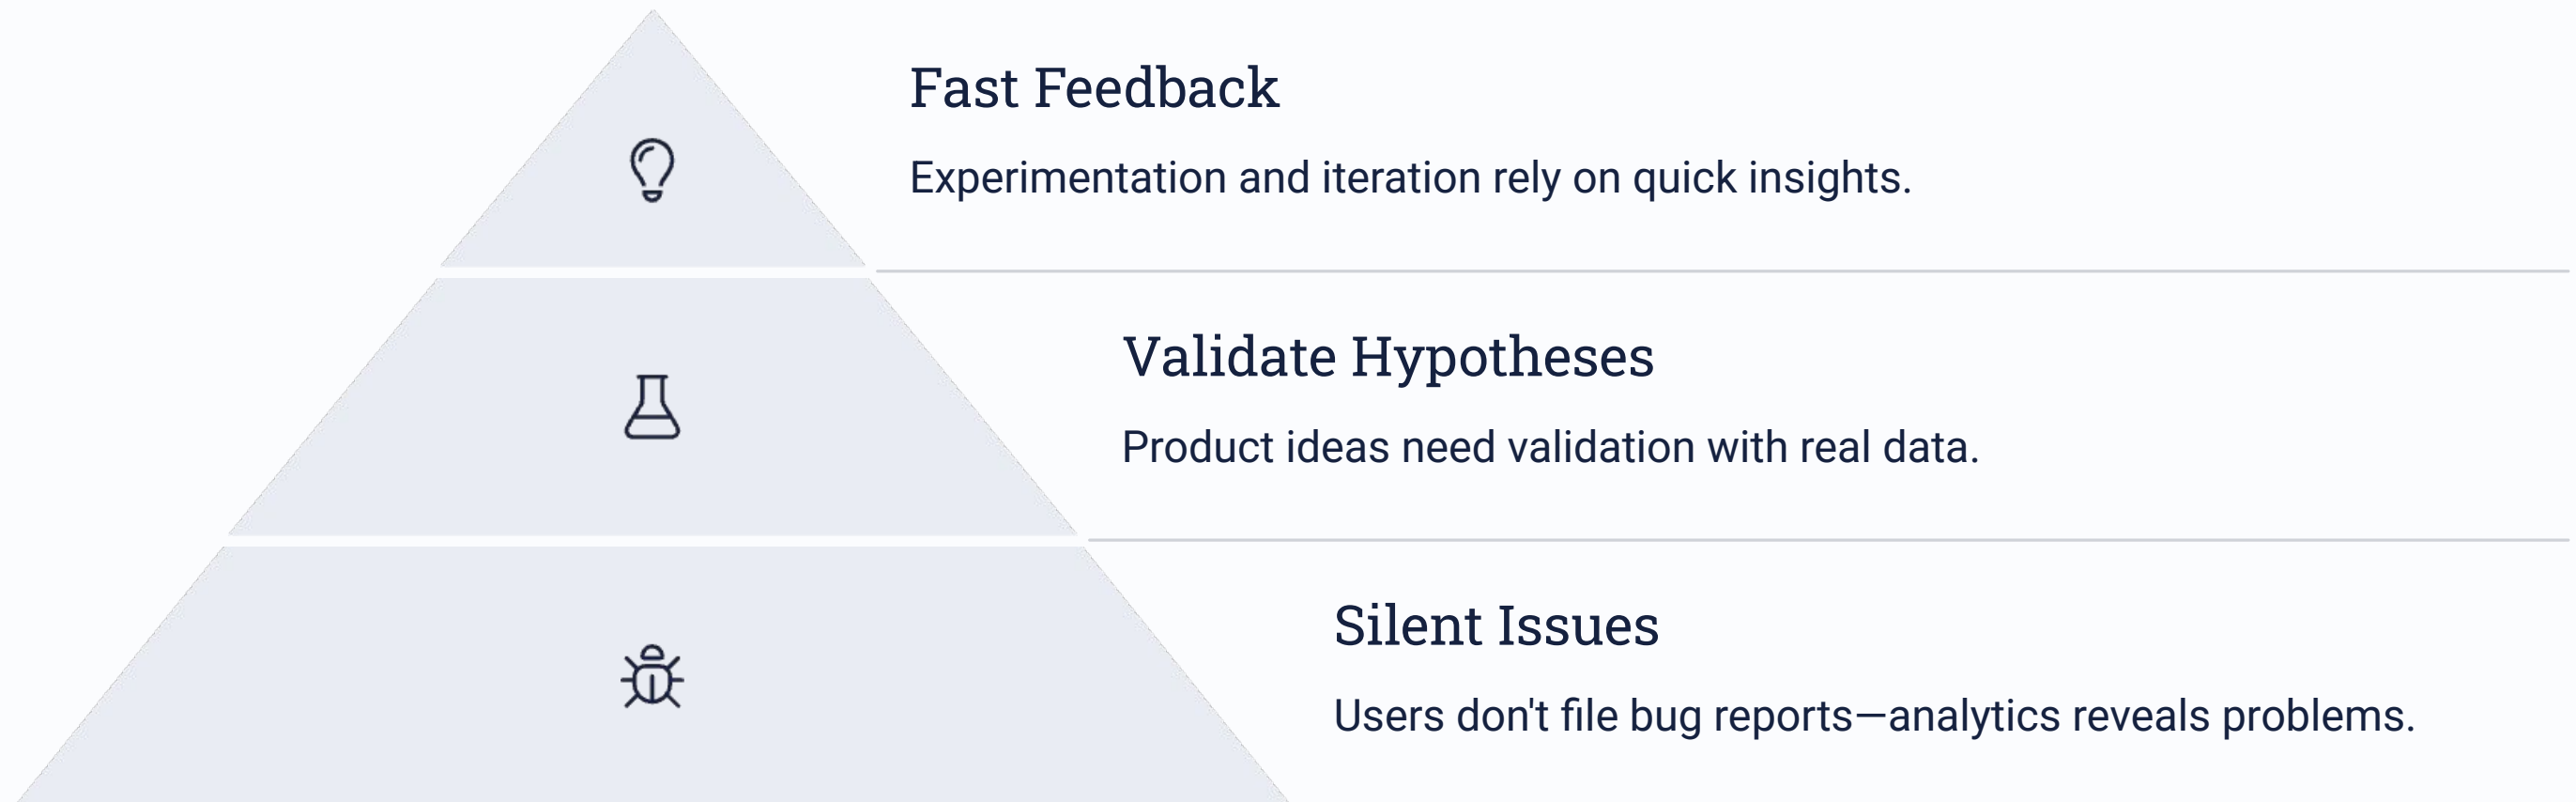 Fast Feedback
Experimentation and iteration rely on quick insights.
Validate Hypotheses
Product ideas need validation with real data.
Silent Issues
Users don't file bug reports—analytics reveals problems.